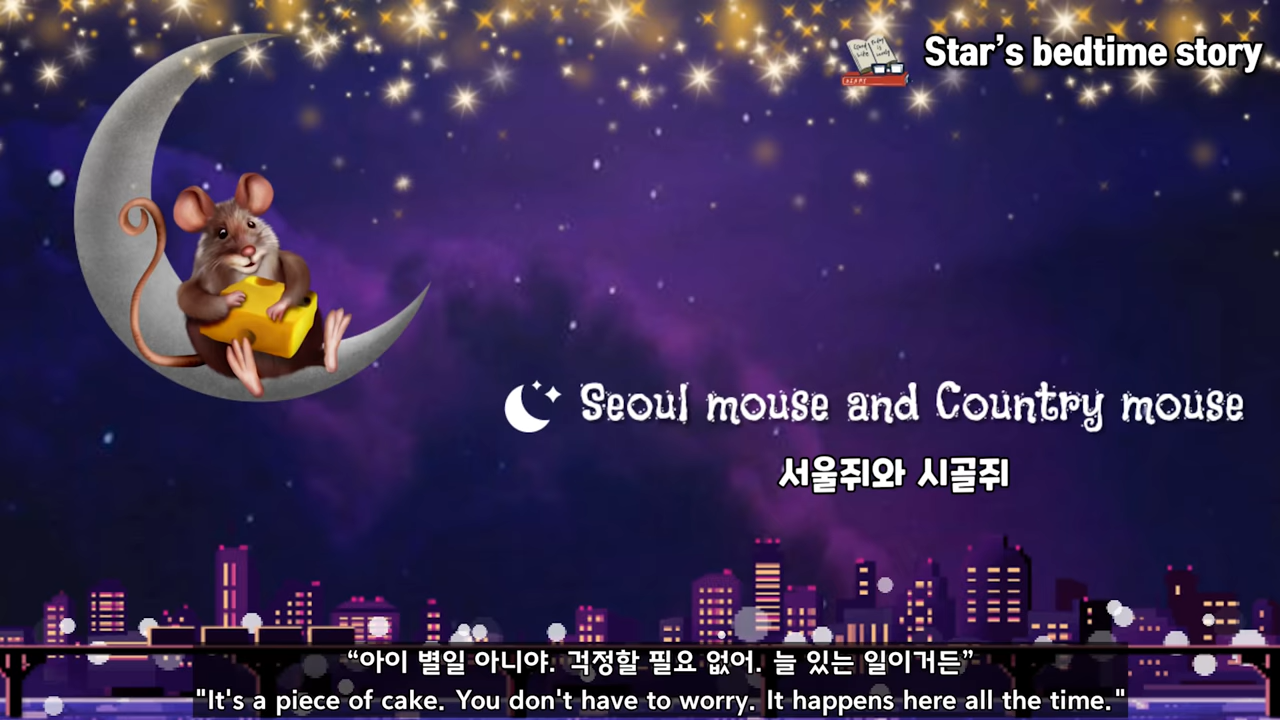 Star's bedtime story
Seoul mouse and Country mouse
서울쥐와 시골쥐
“아이 별일 아니야. 걱정할 필요 없어. 늘 있는 일이거든”
"It's a piece of cake. You don't have to worry. It happens here all the time."